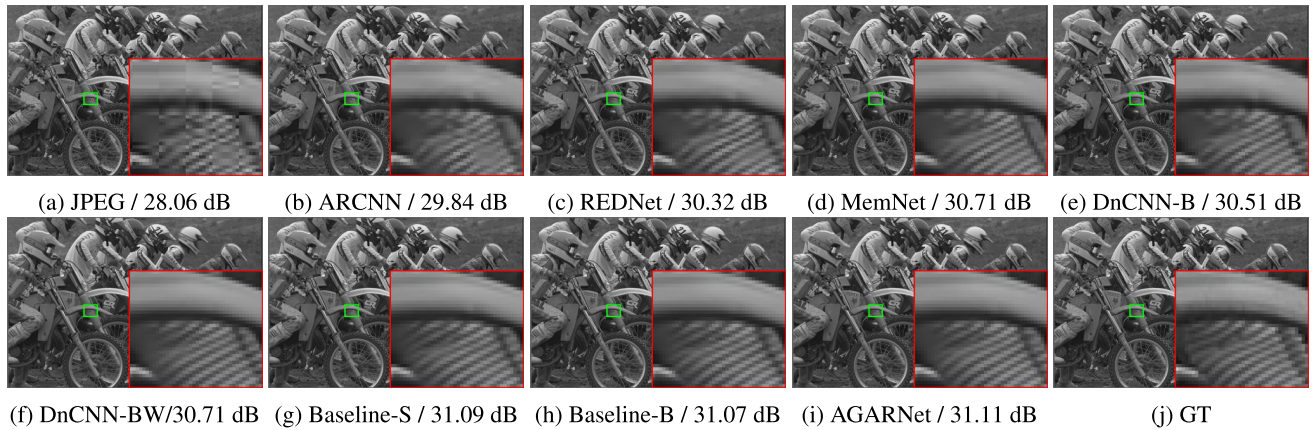 (a) JPEG / 28.06 dB
(b) ARCNN / 29.84 dB
(c) REDNet / 30.32 dB
(d) MemNet / 30.71 dB
(e) DnCNN-B / 30.51 dB
(f) DnCNN-BW/30.71 dB
(g) Baseline-S / 31.09 dB
(h) Baseline-B / 31.07 dB
(i) AGARNet / 31.11 dB
(j) GT